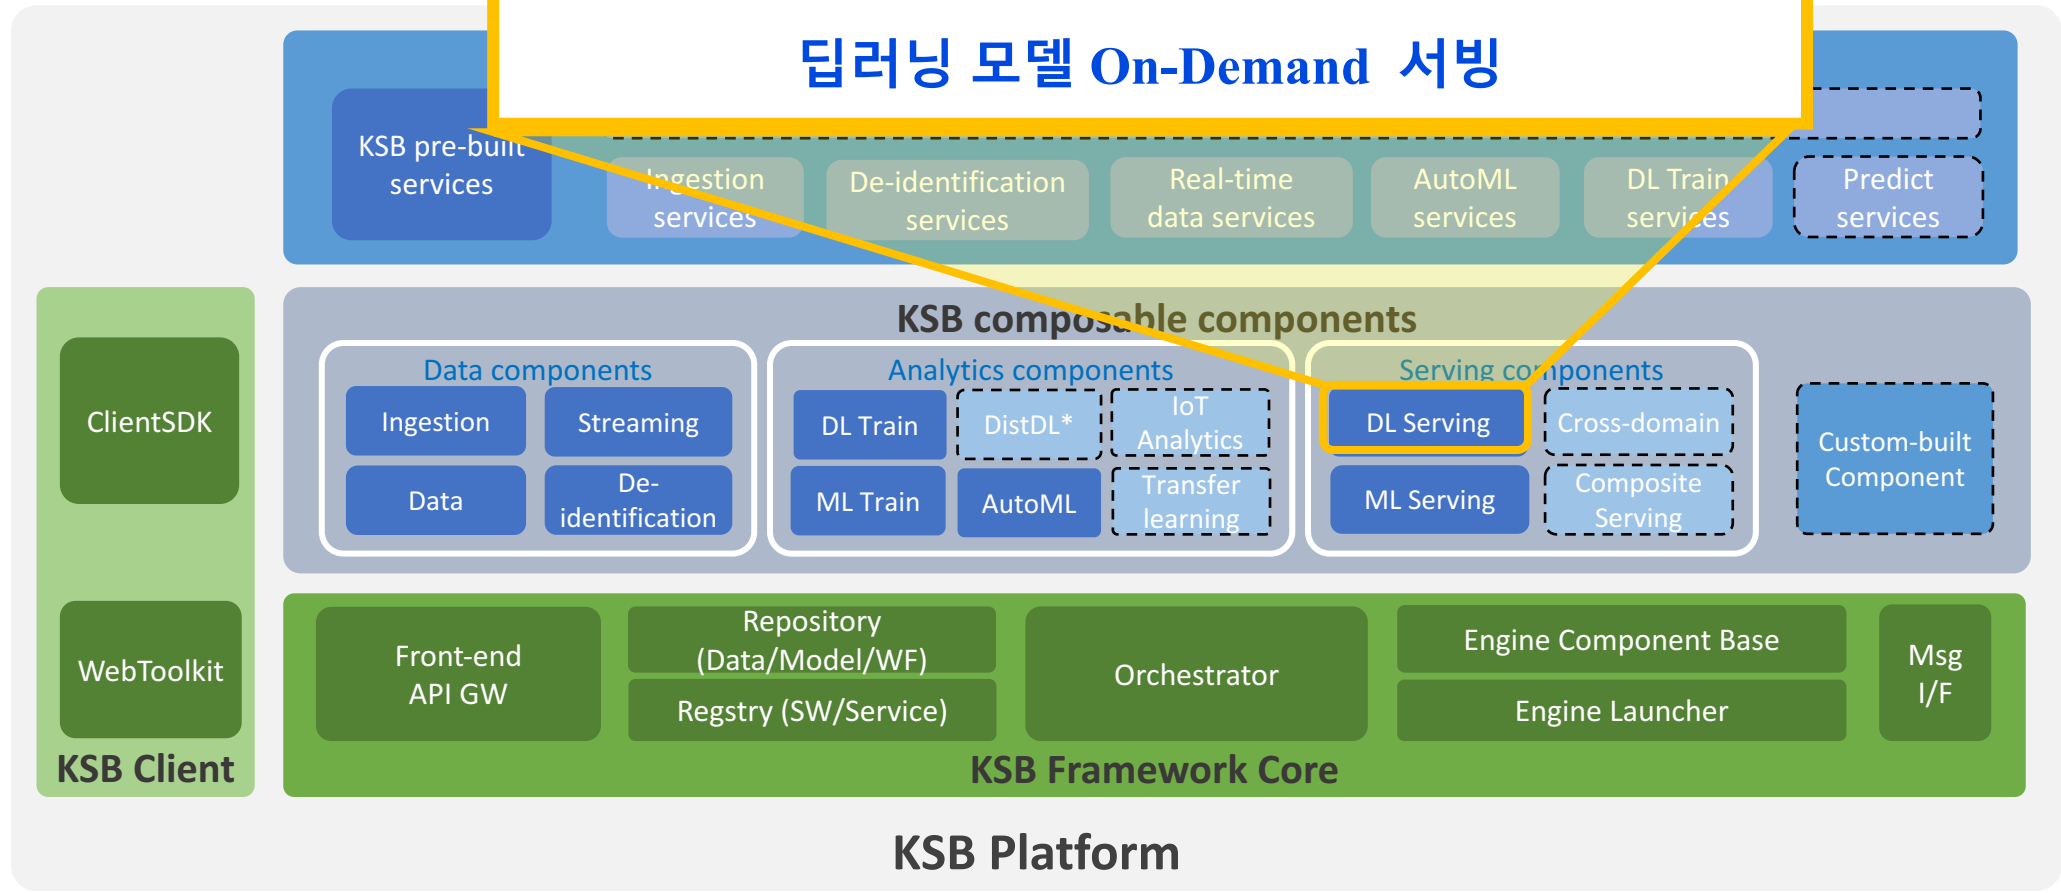 딥러닝 모델 On-Demand 서빙
KSB pre-built
services
Ingestion
services
De-identification
services
Real-time
data services
AutoML
services
DL Train
services
Predict
services
KSB composable components
Data components
Ingestion
Streaming
Data
De-
identification
Analytics components
DL Train
DistDL*
IoT
Analytics
ML Train
AutoML
Transfer
learning
Serving components
DL Serving
Cross-domain
ML Serving
Composite
Serving
Custom-built
Component
ClientSDK
WebToolkit
KSB Client
Front-end
API GW
Repository
(Data/Model/WF)
Regstry (SW/Service)
Orchestrator
Engine Component Base
Engine Launcher
Msg
I/F
KSB Framework Core
KSB Platform